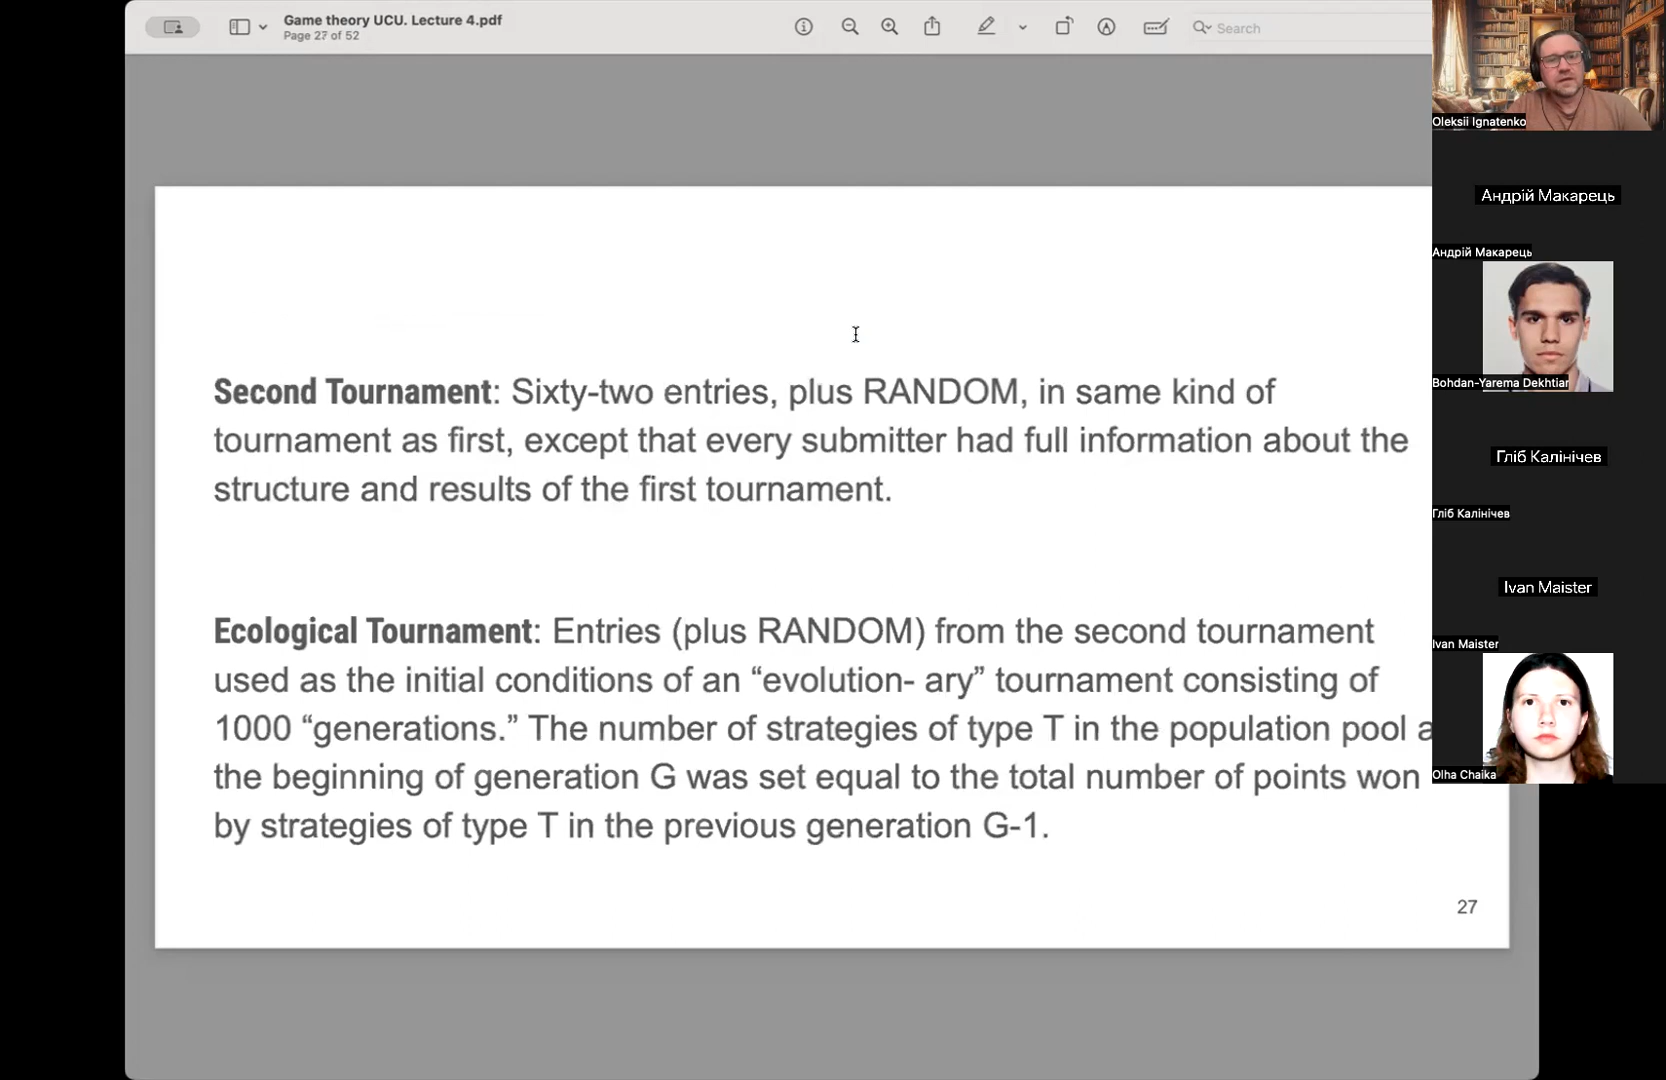 Game theory UCU. Lecture 4.pdf
Page 27 of 52
Search
Second Tournament: Sixty-two entries, plus RANDOM, in same kind of
tournament as first, except that every submitter had full information about the
structure and results of the first tournament.
Ecological Tournament: Entries (plus RANDOM) from the second tournament
used as the initial conditions of an “evolution- ary” tournament consisting of
1000 “generations.” The number of strategies of type T in the population pool a
the beginning of generation G was set equal to the total number of points won
by strategies of type T in the previous generation G-1.
27
Oleksii Ignatenko
Андрій Макарець
Андрій Макарець
Bohdan-Yarema Dekhtiar
Гліб Калінічев
Гліб Калінічев
Ivan Maister
Ivan Maister
Olha Chaika